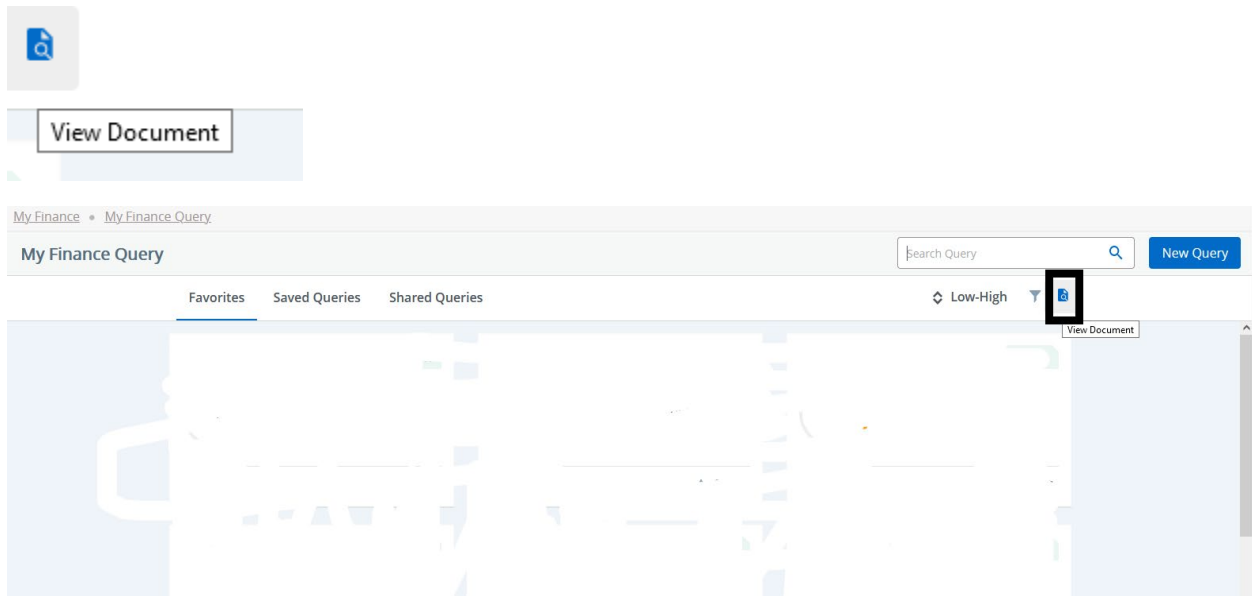 View Document
My Finance • My Finance Query
My Finance Query
Search Query
New Query
Favorites Saved Queries Shared Queries
Low-High
View Document